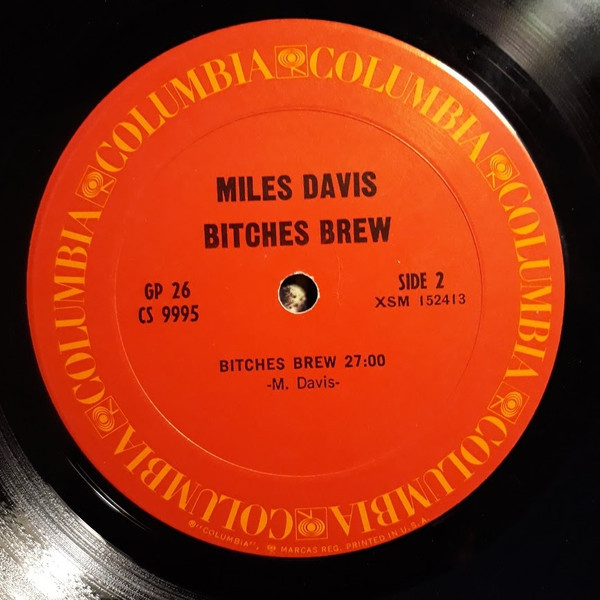 COLUMBIA COLUMBIA COLUMBIA COLUMBIA COLUMBIA COLUMBIA COLUMBIA COLUMBIA
MILES DAVIS
BITCHES BREW
GP 26
CS 9995
SIDE 2
XSM 152413
BITCHES BREW 27:00
-M. Davis-
® "COLUMBIA", MARCAS REG. PRINTED IN U.S.A.